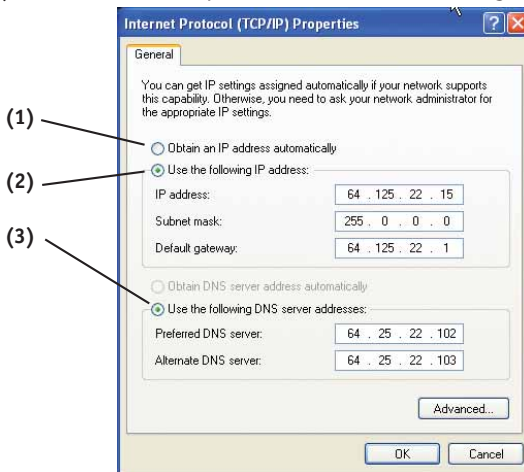 Internet Protocol (TCP/IP) Properties
General
You can get IP settings assigned automatically if your network supports
this capability. Otherwise, you need to ask your network administrator for
the appropriate IP settings.
(1)
Obtain an IP address automatically
(2)
Use the following IP address:
IP address: 64 . 125 . 22 . 15
Subnet mask: 255 . 0 . 0 . 0
Default gateway: 64 . 125 . 22 . 1
(3)
Obtain DNS server address automatically
Use the following DNS server addresses:
Preferred DNS server: 64 . 25 . 22 . 102
Alternate DNS server: 64 . 25 . 22 . 103
Advanced...
OK Cancel